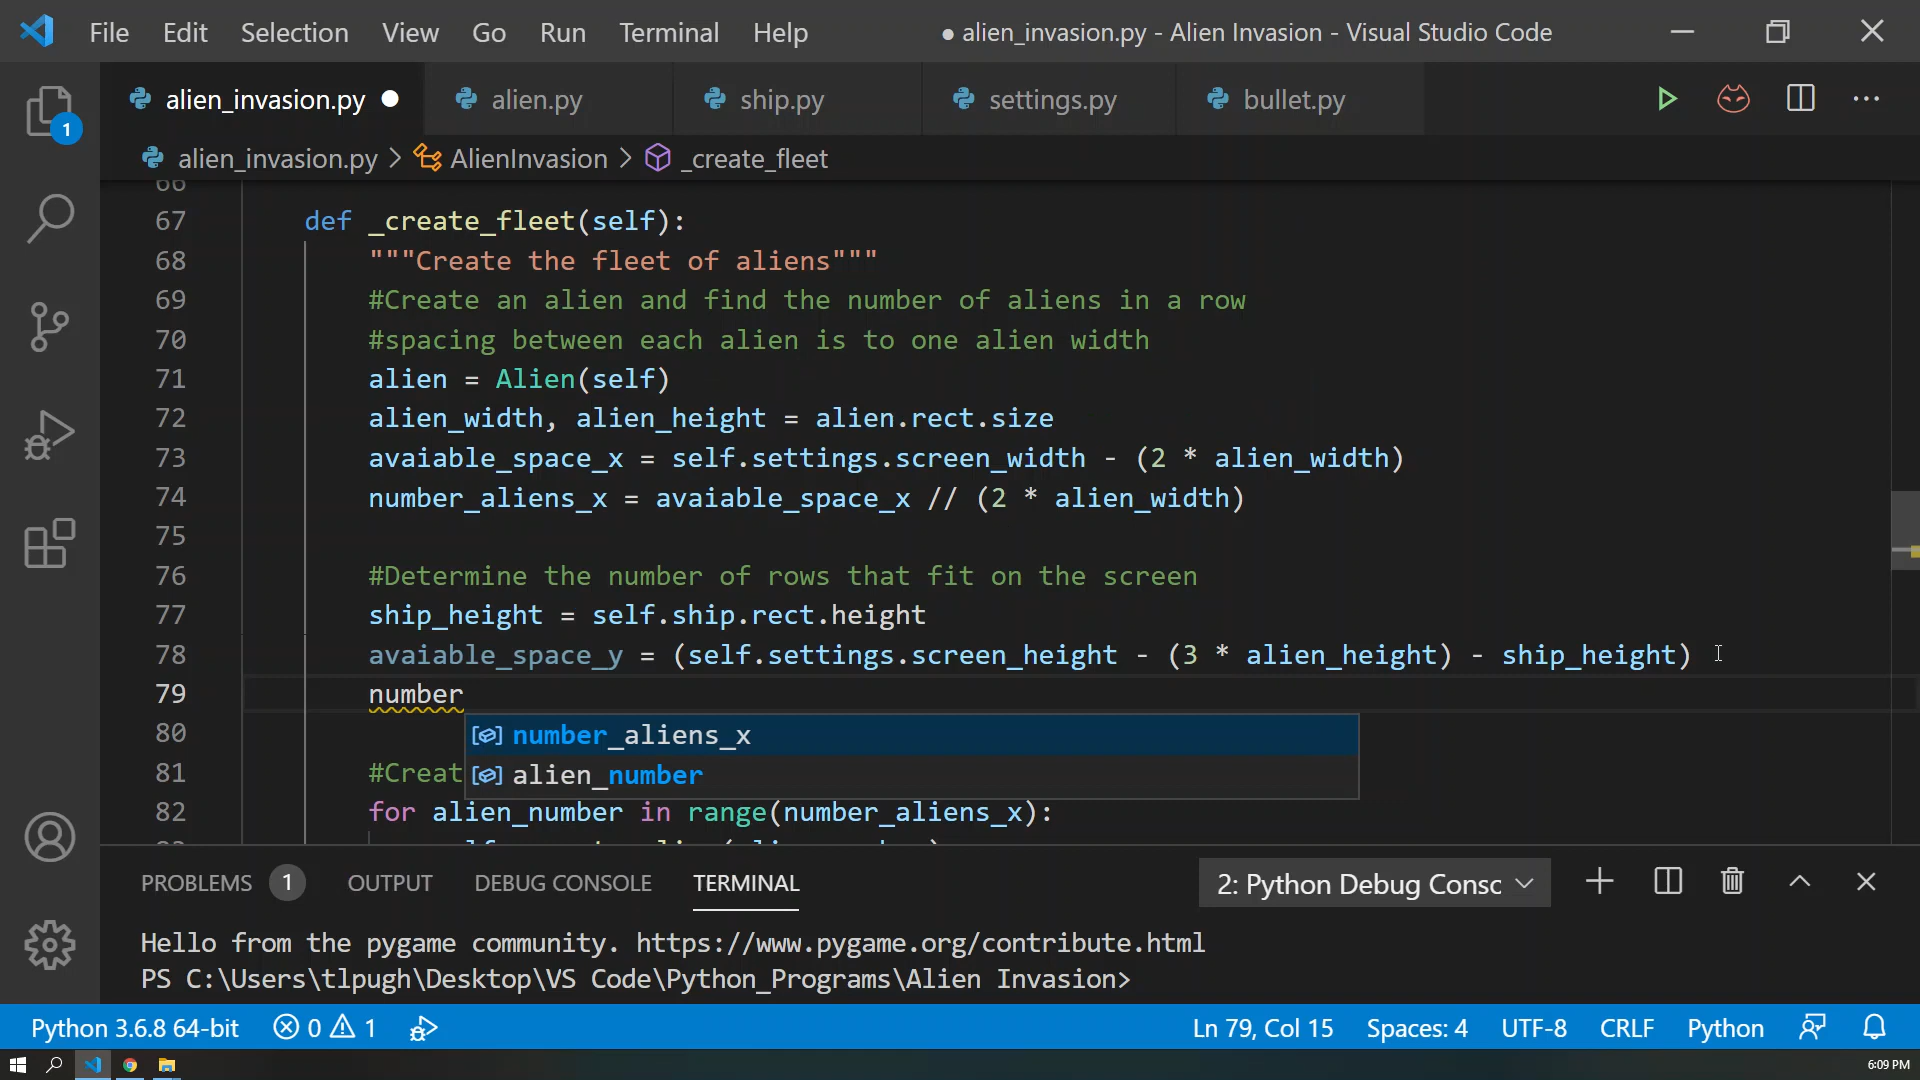 File Edit Selection View Go Run Terminal Help ● alien_invasion.py - Alien Invasion - Visual Studio Code
alien_invasion.py alien.py ship.py settings.py bullet.py
1
alien_invasion.py > AlienInvasion > _create_fleet
66
67 def _create_fleet(self):
68 """Create the fleet of aliens"""
69 #Create an alien and find the number of aliens in a row
70 #spacing between each alien is to one alien width
71 alien = Alien(self)
72 alien_width, alien_height = alien.rect.size
73 avaiable_space_x = self.settings.screen_width - (2 * alien_width)
74 number_aliens_x = avaiable_space_x // (2 * alien_width)
75
76 #Determine the number of rows that fit on the screen
77 ship_height = self.ship.rect.height
78 avaiable_space_y = (self.settings.screen_height - (3 * alien_height) - ship_height)
79 number
80 number_aliens_x
alien_number
81 #Creat
82 for alien_number in range(number_aliens_x):
PROBLEMS 1 OUTPUT DEBUG CONSOLE TERMINAL 2: Python Debug Consc
Hello from the pygame community. https://www.pygame.org/contribute.html
PS C:\Users\tlpugh\Desktop\VS Code\Python_Programs\Alien Invasion>
Python 3.6.8 64-bit 0 1 Ln 79, Col 15 Spaces: 4 UTF-8 CRLF Python
6:09 PM